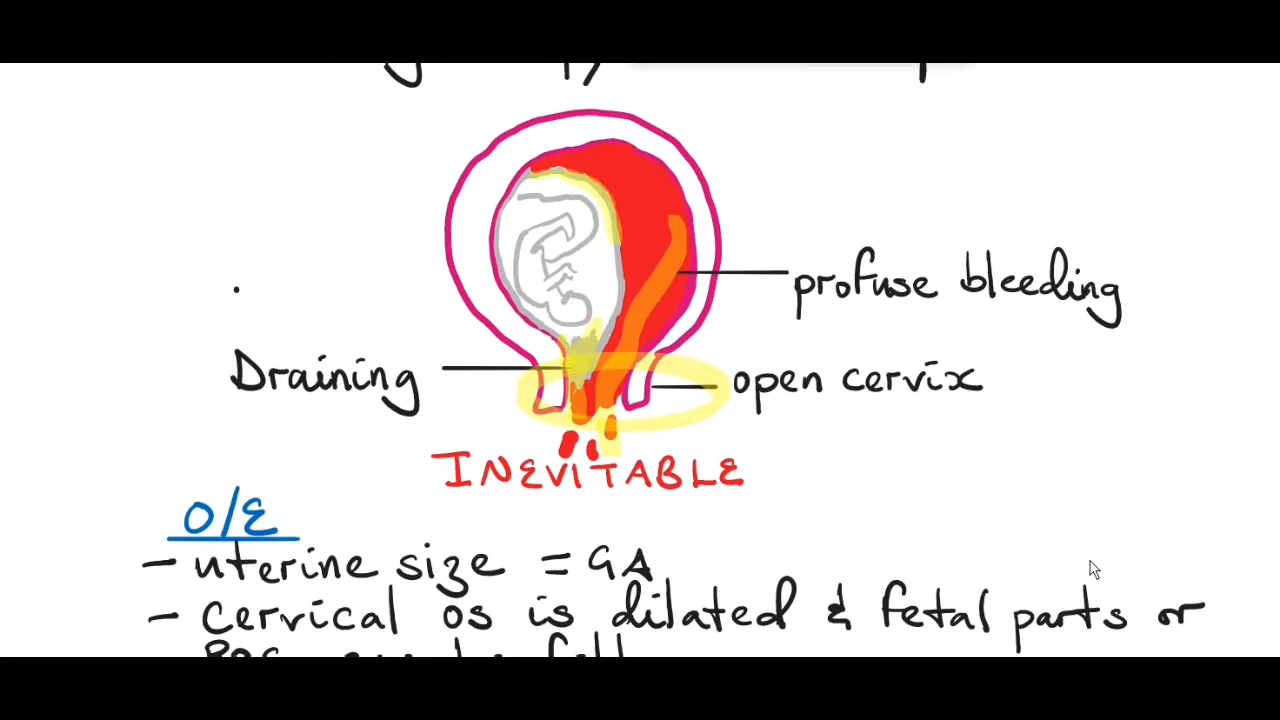 profuse bleeding
Draining
open cervix
INEVITABLE
O/E
- uterine size = GA
- cervical os is dilated & fetal parts or